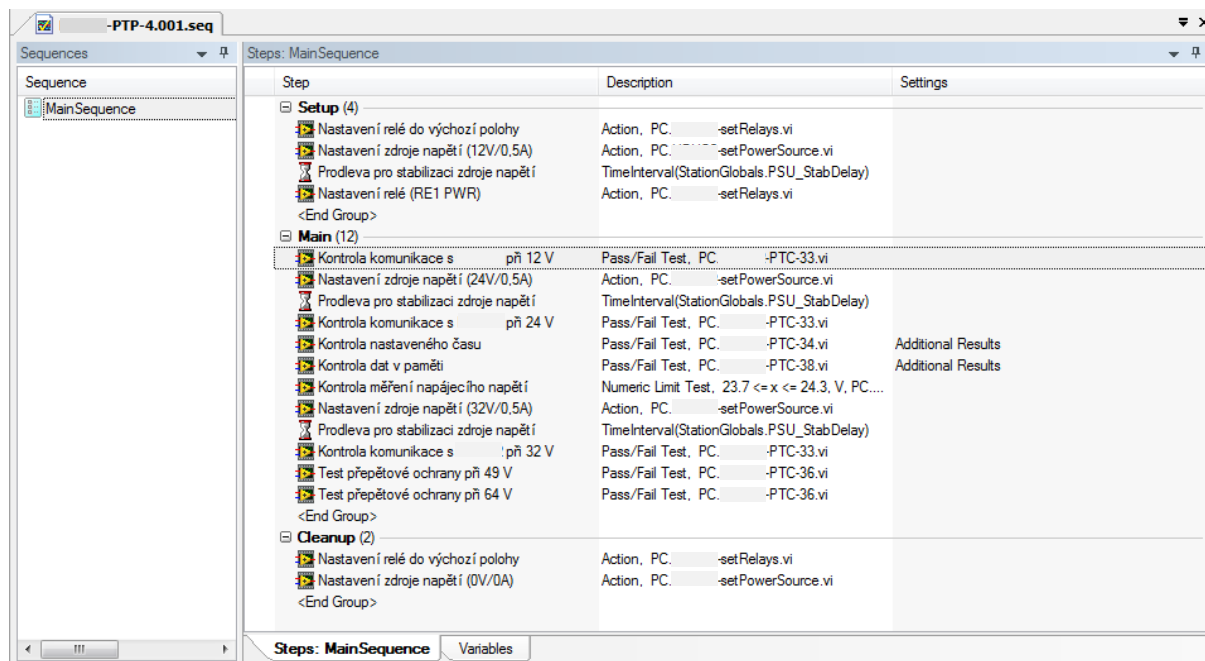 -PTP-4.001.seq
Sequences
Steps: MainSequence
Sequence
MainSequence
Step Description Settings
Setup (4)
Nastavení relé do výchozí polohy Action, PC. -setRelays.vi
Nastavení zdroje napětí (12V/0,5A) Action, PC. -setPowerSource.vi
Prodleva pro stabilizaci zdroje napětí TimeInterval(StationGlobals.PSU_StabDelay)
Nastavení relé (RE1 PWR) Action, PC. -setRelays.vi
<End Group>
Main (12)
Kontrola komunikace s při 12 V Pass/Fail Test, PC. -PTC-33.vi
Nastavení zdroje napětí (24V/0,5A) Action, PC. -setPowerSource.vi
Prodleva pro stabilizaci zdroje napětí TimeInterval(StationGlobals.PSU_StabDelay)
Kontrola komunikace s při 24 V Pass/Fail Test, PC. -PTC-33.vi
Kontrola nastaveného času Pass/Fail Test, PC. -PTC-34.vi Additional Results
Kontrola dat v paměti Pass/Fail Test, PC. -PTC-38.vi Additional Results
Kontrola měření napájecího napětí Numeric Limit Test, 23.7 <= x <= 24.3, V, PC....
Nastavení zdroje napětí (32V/0,5A) Action, PC. -setPowerSource.vi
Prodleva pro stabilizaci zdroje napětí TimeInterval(StationGlobals.PSU_StabDelay)
Kontrola komunikace s při 32 V Pass/Fail Test, PC. -PTC-33.vi
Test přepěťové ochrany při 49 V Pass/Fail Test, PC. -PTC-36.vi
Test přepěťové ochrany při 64 V Pass/Fail Test, PC. -PTC-36.vi
<End Group>
Cleanup (2)
Nastavení relé do výchozí polohy Action, PC. -setRelays.vi
Nastavení zdroje napětí (0V/0A) Action, PC. -setPowerSource.vi
<End Group>
Steps: MainSequence Variables